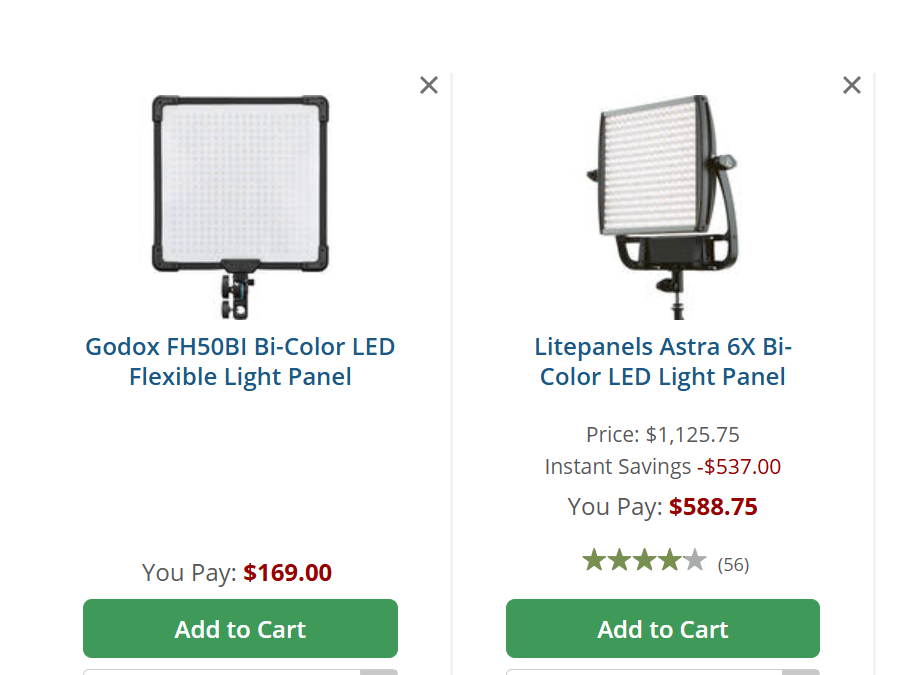 Godox FH50BI Bi-Color LED
Flexible Light Panel
You Pay: $169.00
Add to Cart
Litepanels Astra 6X Bi-
Color LED Light Panel
Price: $1,125.75
Instant Savings -$537.00
You Pay: $588.75
(56)
Add to Cart